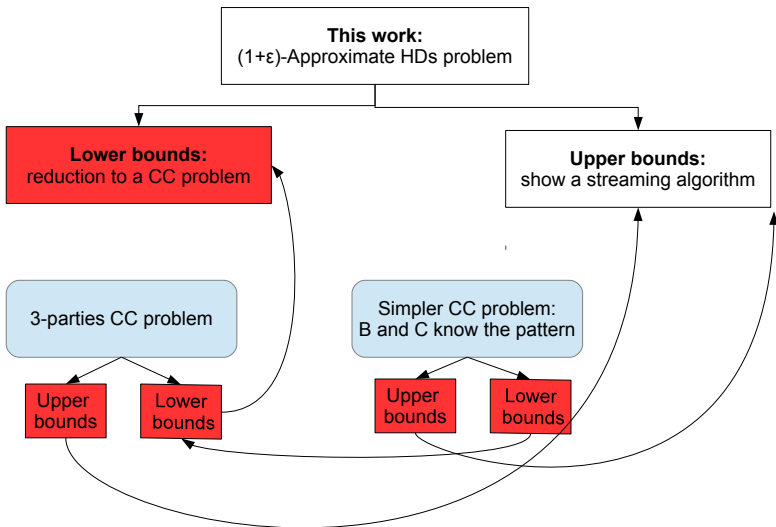 This work:
(1+ε)-Approximate HDs problem
Lower bounds:
reduction to a CC problem
Upper bounds:
show a streaming algorithm
3-parties CC problem
Simpler CC problem:
B and C know the pattern
Upper
bounds
Lower
bounds
Upper
bounds
Lower
bounds